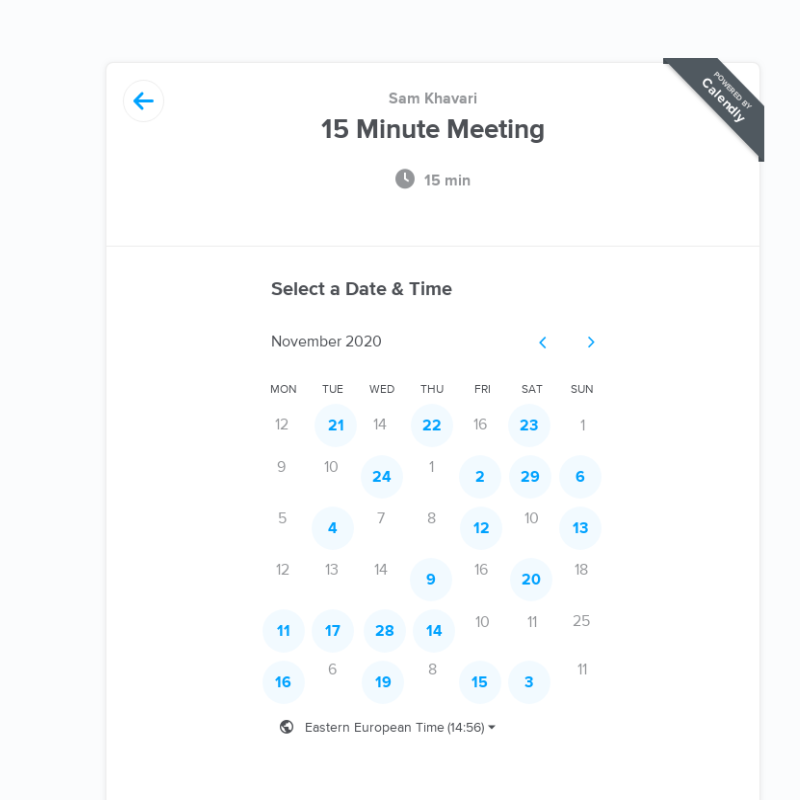 POWERED BY
Calendly
Sam Khavari
15 Minute Meeting
15 min
Select a Date & Time
November 2020
MON TUE WED THU FRI SAT SUN
12 21 14 22 16 23 1
9 10 24 1 2 29 6
5 4 7 8 12 10 13
12 13 14 9 16 20 18
11 17 28 14 10 11 25
16 6 19 8 15 3 11
Eastern European Time (14:56)